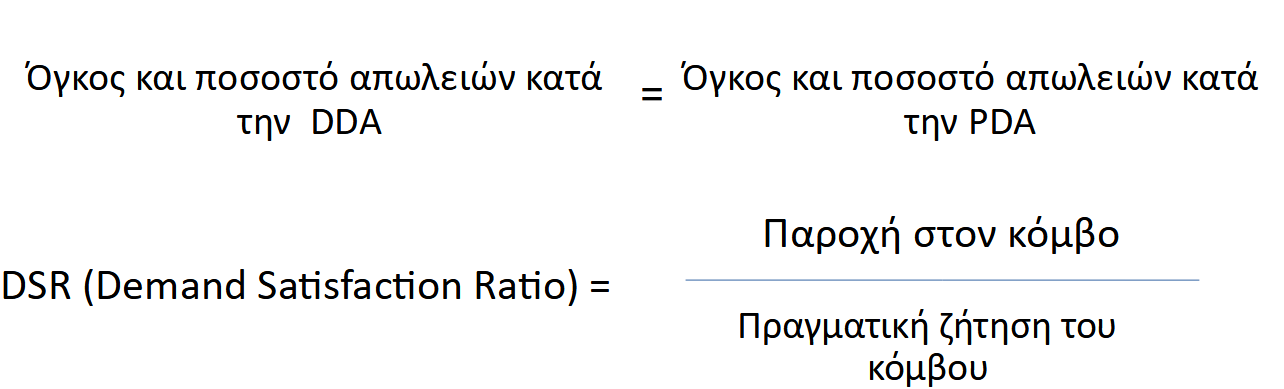 Όγκος και ποσοστό απωλειών κατά
την DDA
=
Όγκος και ποσοστό απωλειών κατά
την PDA
DSR (Demand Satisfaction Ratio) =
Παροχή στον κόμβο
Πραγματική ζήτηση του
κόμβου